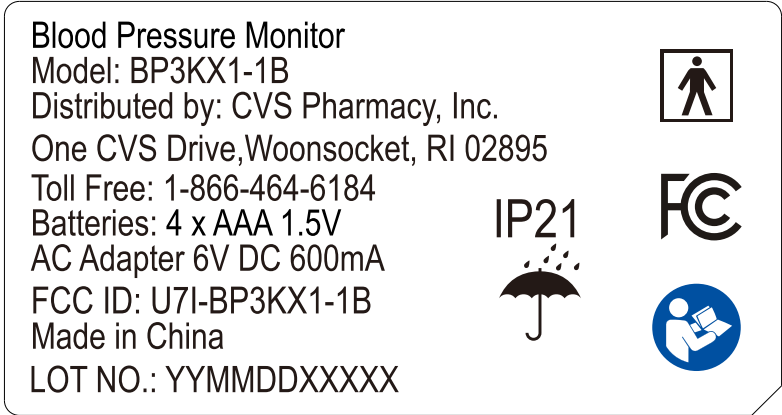 Blood Pressure Monitor
Model: BP3KX1-1B
Distributed by: CVS Pharmacy, Inc.
One CVS Drive,Woonsocket, RI 02895
Toll Free: 1-866-464-6184
Batteries: 4 x AAA 1.5V
AC Adapter 6V DC 600mA
FCC ID: U7I-BP3KX1-1B
Made in China
LOT NO.: YYMMDDXXXXX
IP21
FC